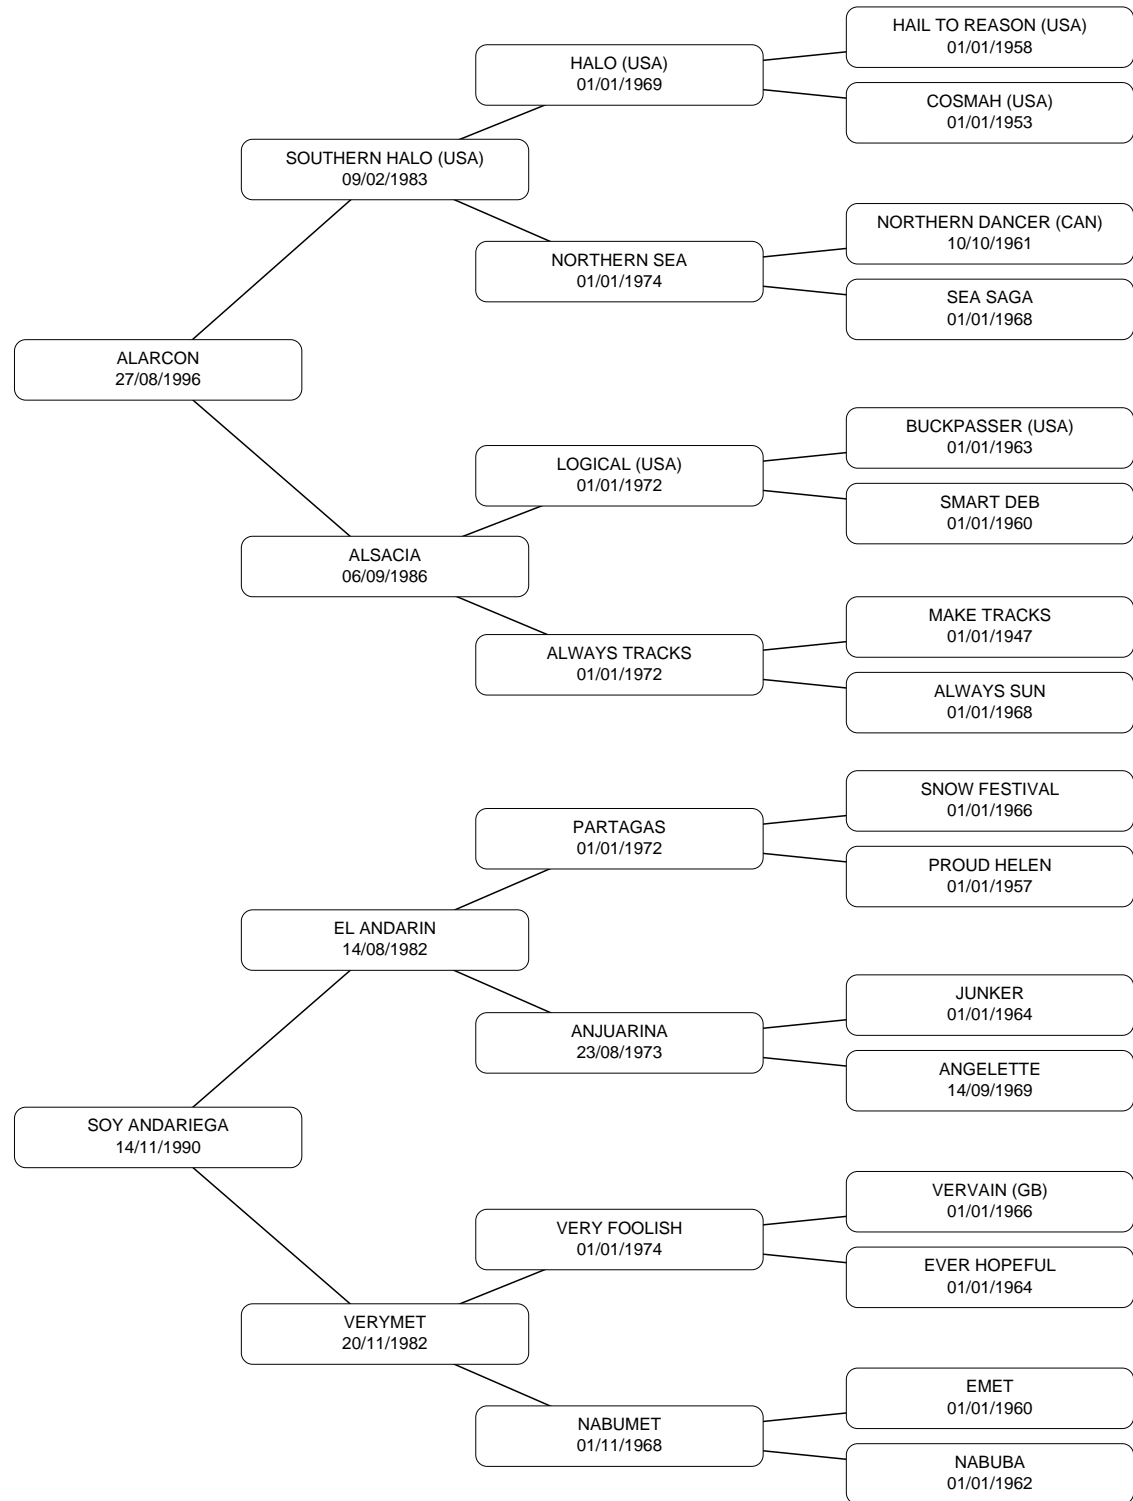 HAIL TO REASON (USA)
01/01/1958
HALO (USA)
01/01/1969
COSMAH (USA)
01/01/1953
SOUTHERN HALO (USA)
09/02/1983
NORTHERN DANCER (CAN)
10/10/1961
NORTHERN SEA
01/01/1974
SEA SAGA
01/01/1968
ALARCON
27/08/1996
BUCKPASSER (USA)
01/01/1963
LOGICAL (USA)
01/01/1972
SMART DEB
01/01/1960
ALSACIA
06/09/1986
MAKE TRACKS
01/01/1947
ALWAYS TRACKS
01/01/1972
ALWAYS SUN
01/01/1968
SNOW FESTIVAL
01/01/1966
PARTAGAS
01/01/1972
PROUD HELEN
01/01/1957
EL ANDARIN
14/08/1982
JUNKER
01/01/1964
ANJUARINA
23/08/1973
ANGELETTE
14/09/1969
SOY ANDARIEGA
14/11/1990
VERVAIN (GB)
01/01/1966
VERY FOOLISH
01/01/1974
EVER HOPEFUL
01/01/1964
VERYMET
20/11/1982
EMET
01/01/1960
NABUMET
01/11/1968
NABUBA
01/01/1962